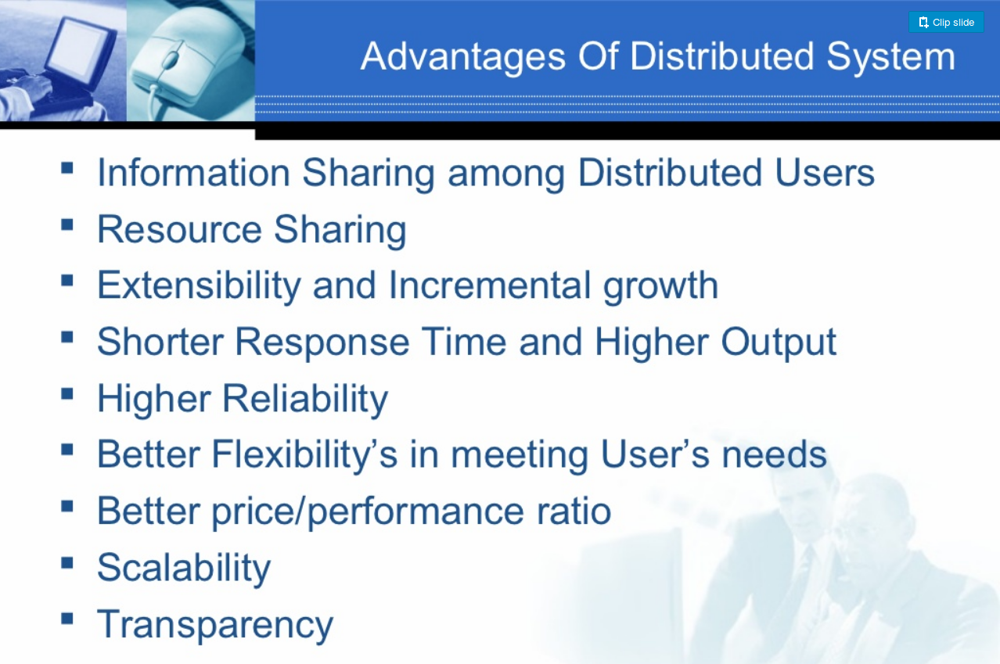 Clip slide
Advantages Of Distributed System
▪ Information Sharing among Distributed Users
▪ Resource Sharing
▪ Extensibility and Incremental growth
▪ Shorter Response Time and Higher Output
▪ Higher Reliability
▪ Better Flexibility’s in meeting User’s needs
▪ Better price/performance ratio
▪ Scalability
▪ Transparency